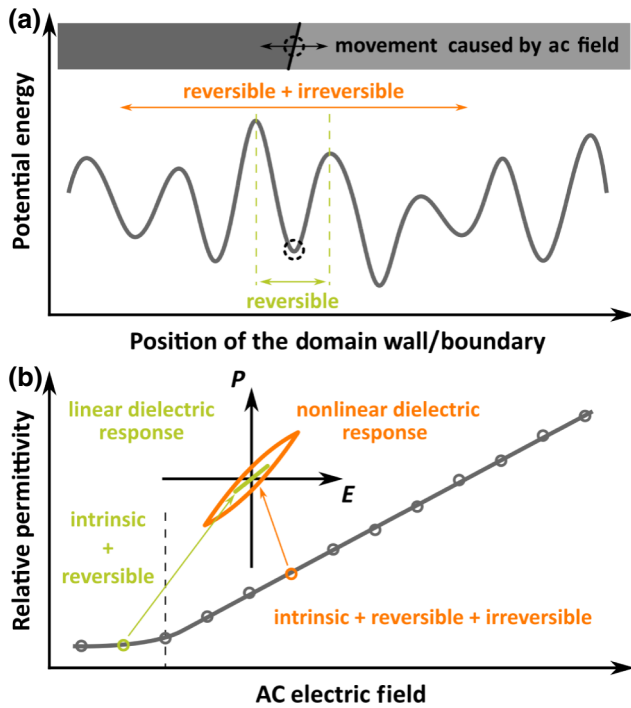 (a)
movement caused by ac field
reversible + irreversible
Potential energy
reversible
Position of the domain wall/boundary
(b)
P
linear dielectric
response
nonlinear dielectric
response
E
intrinsic
+
reversible
Relative permittivity
intrinsic + reversible + irreversible
AC electric field